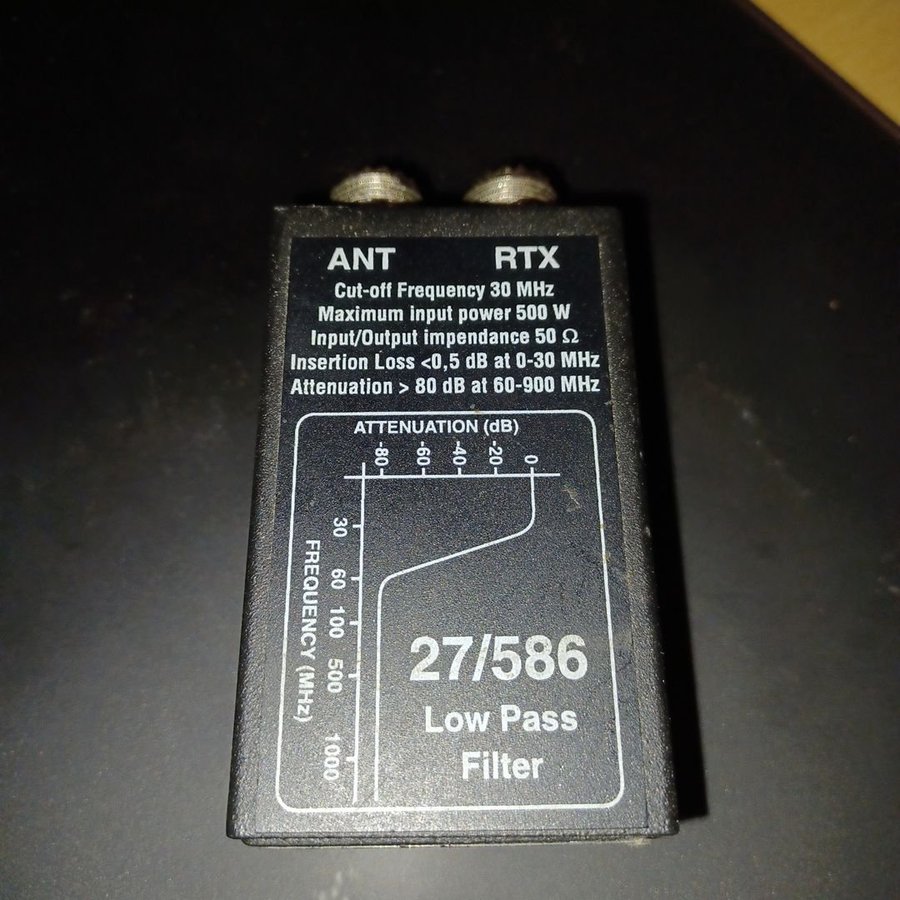 ANT RTX
Cut-off Frequency 30 MHz
Maximum input power 500 W
Input/Output impendance 50 Ω
Insertion Loss <0,5 dB at 0-30 MHz
Attenuation > 80 dB at 60-900 MHz
ATTENUATION (dB)
-80 -60 -40 -20 0
30 60 100 500 1000
FREQUENCY (MHz)
27/586
Low Pass
Filter